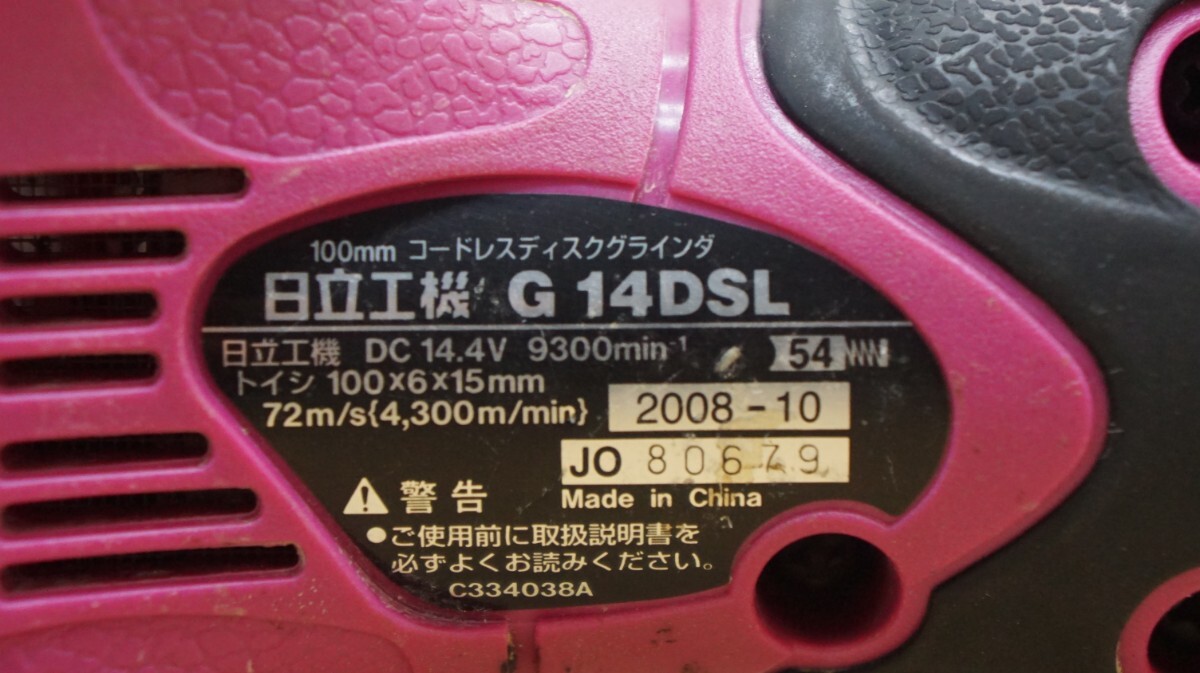 100mm コードレスディスクグラインダ
日立工機 G 14DSL
日立工機 DC 14.4V 9300min⁻¹ 54
トイシ 100×6×15mm
72m/s{4,300m/min} 2008-10
JO 80679
Made in China
⚠ 警告
●ご使用前に取扱説明書を
必ずよくお読みください。
C334038A